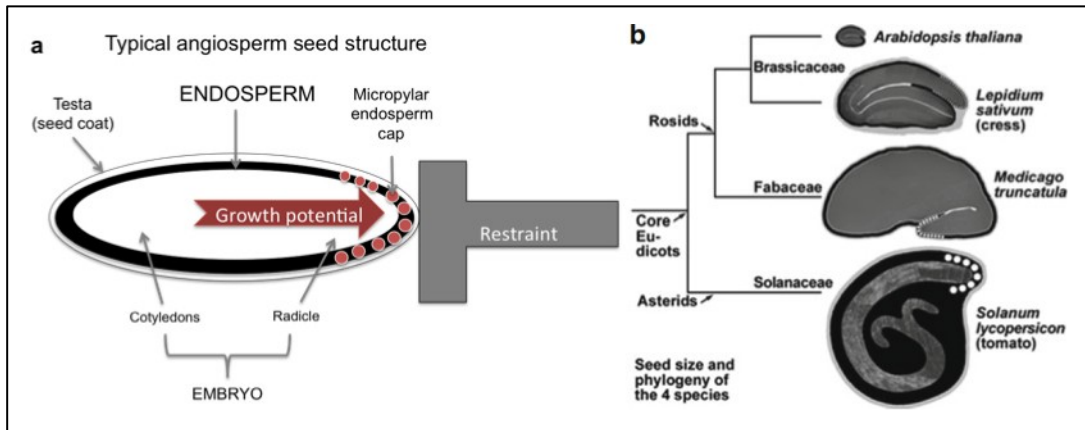 a
Typical angiosperm seed structure
Testa
(seed coat)
ENDOSPERM
Micropylar
endosperm
cap
Growth potential
Restraint
Cotyledons
Radicle
EMBRYO
b
Arabidopsis thaliana
Brassicaceae
Lepidium
sativum
(cress)
Rosids
Medicago
truncatula
Fabaceae
Core
Eu-
dicots
Solanaceae
Asterids
Solanum
lycopersicon
(tomato)
Seed size and
phylogeny of
the 4 species